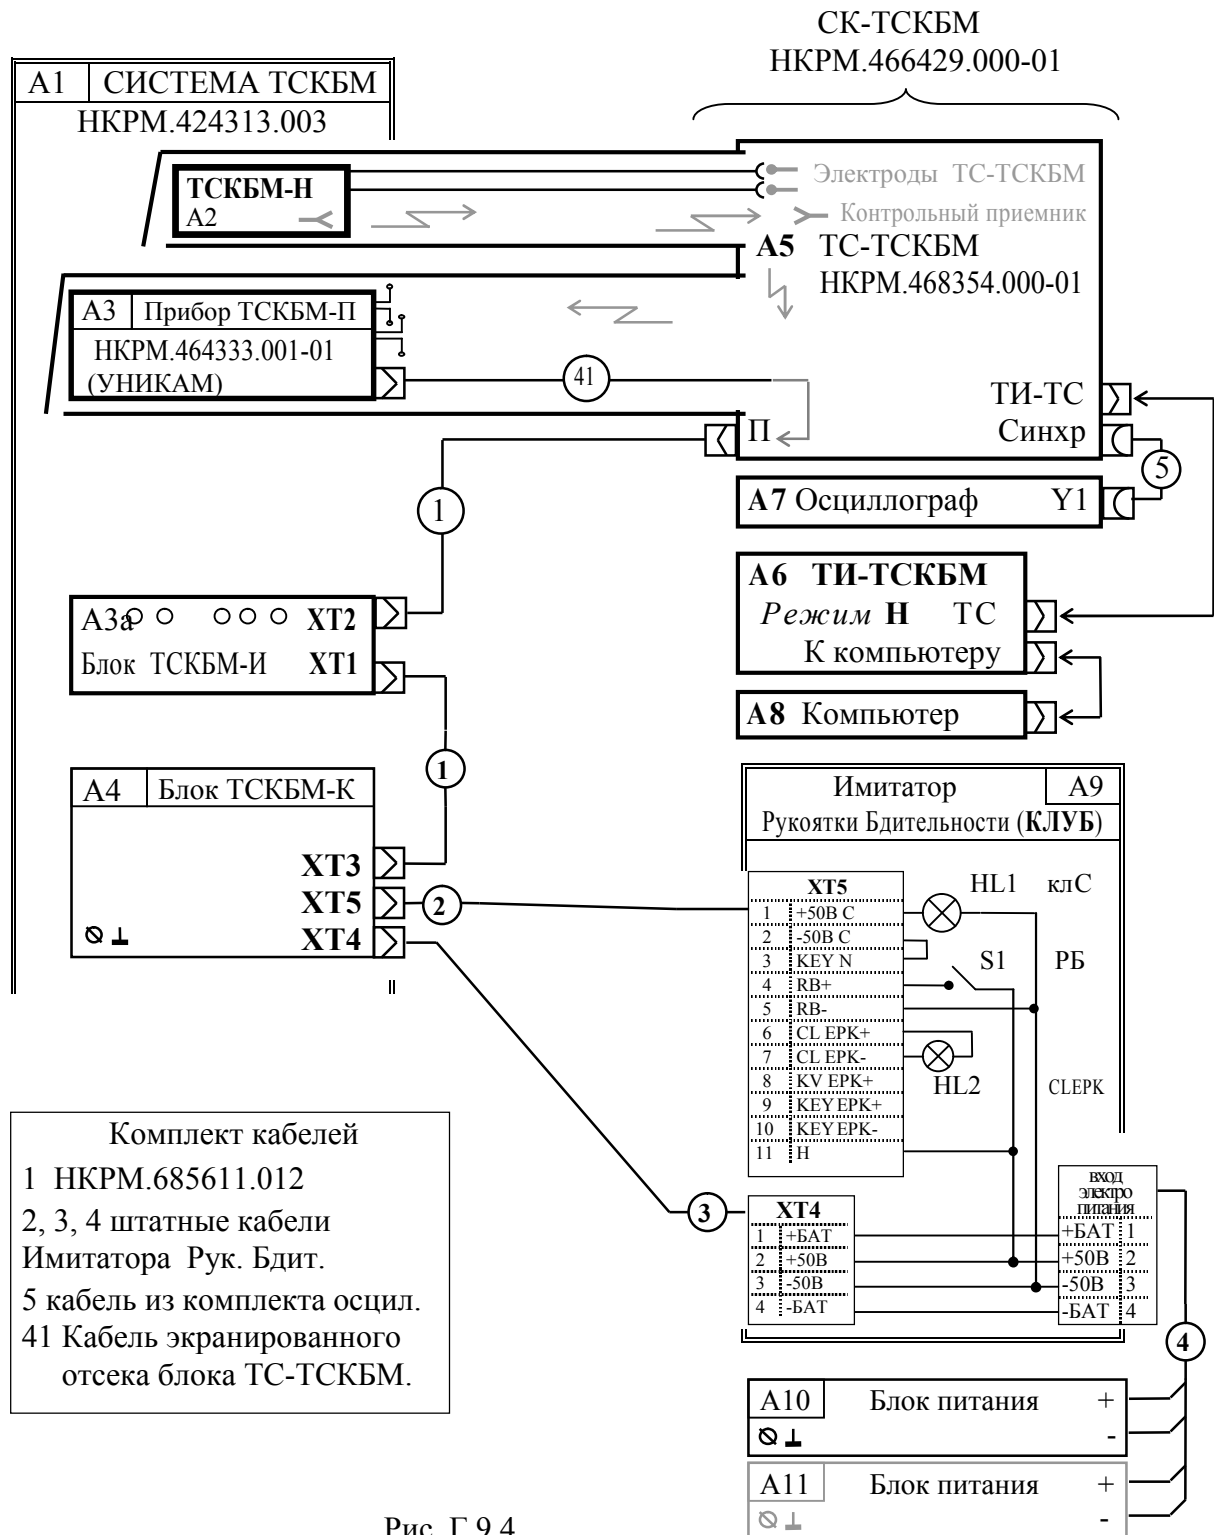 СК-ТСКБМ
НКРМ.466429.000-01
А1 СИСТЕМА ТСКБМ
НКРМ.424313.003
ТСКБМ-Н
А2
Электроды ТС-ТСКБМ
Контрольный приемник
А5 ТС-ТСКБМ
НКРМ.468354.000-01
А3 Прибор ТСКБМ-П
НКРМ.464333.001-01
(УНИКАМ)
41
ТИ-ТС
П
Синхр
5
1
А7 Осциллограф Y1
А6 ТИ-ТСКБМ
Режим Н ТС
К компьютеру
А3а ХТ2
Блок ТСКБМ-И ХТ1
А8 Компьютер
1
А4 Блок ТСКБМ-К
ХТ3
ХТ5
ХТ4
2
Имитатор А9
Рукоятки Бдительности (КЛУБ)
ХТ5
1 +50В С
2 -50В С
3 KEY N
4 RB+
5 RB-
6 CL EPK+
7 CL EPK-
8 KV EPK+
9 KEY EPK+
10 KEY EPK-
11 Н
HL1 клС
S1 РБ
HL2 CLEPK
3
ХТ4
1 +БАТ
2 +50В
3 -50В
4 -БАТ
вход
электро
питания
+БАТ 1
+50В 2
-50В 3
-БАТ 4
4
Комплект кабелей
1 НКРМ.685611.012
2, 3, 4 штатные кабели
Имитатора Рук. Бдит.
5 кабель из комплекта осцил.
41 Кабель экранированного
отсека блока ТС-ТСКБМ.
А10 Блок питания +
-
А11 Блок питания +
-
Рис. Г.9.4